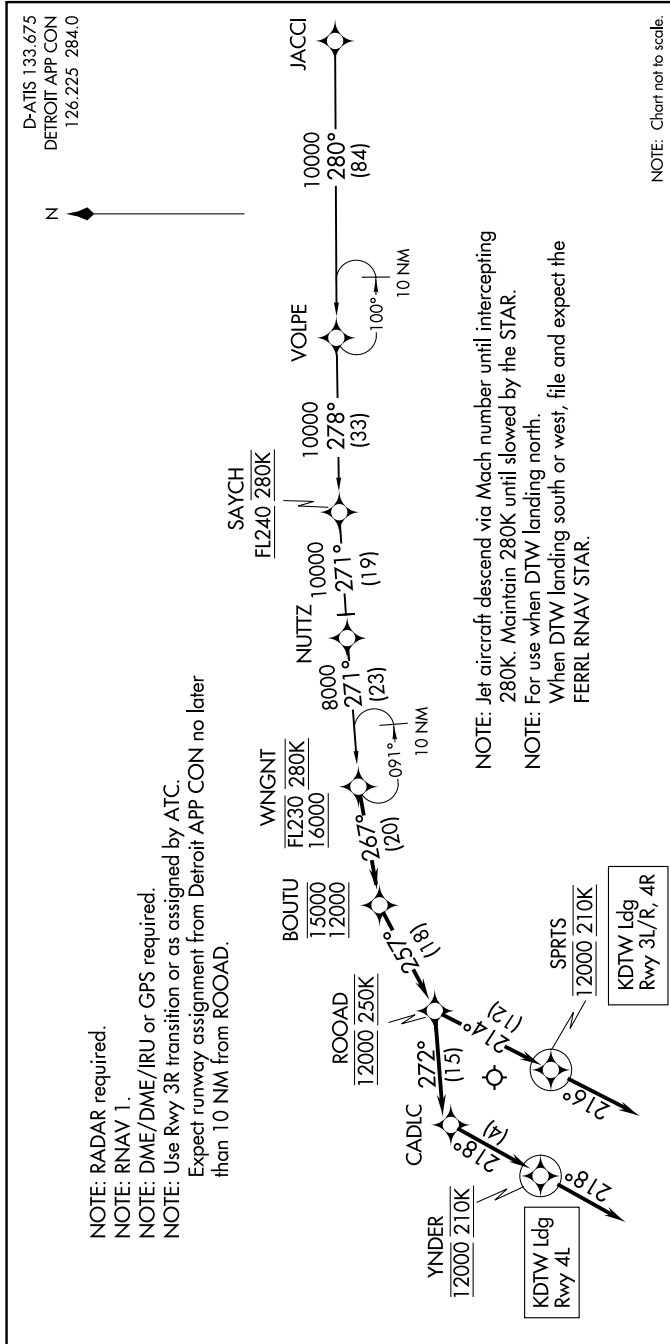 D-ATIS 133.675
DETROIT APP CON
126.225 284.0
N
NOTE: RADAR required.
NOTE: RNAV 1.
NOTE: DME/DME/IRU or GPS required.
NOTE: Use Rwy 3R transition or as assigned by ATC.
Expect runway assignment from Detroit APP CON no later
than 10 NM from ROOAD.
JACCI
10000
280°
(84)
VOLPE
100°
10 NM
10000
278°
(33)
SAYCH
FL240 280K
10000
271°
(19)
NUTTZ
8000
271°
(23)
WNGNT
FL230 280K
16000
091°
10 NM
267°
(20)
BOUTU
15000
12000
257°
(18)
ROOAD
12000 250K
272°
(15)
CADLC
218°
(4)
YNDER
12000 210K
218°
KDTW Ldg
Rwy 4L
214°
(12)
SPRTS
12000 210K
216°
KDTW Ldg
Rwy 3L/R, 4R
NOTE: Jet aircraft descend via Mach number until intercepting
280K. Maintain 280K until slowed by the STAR.
NOTE: For use when DTW landing north.
When DTW landing south or west, file and expect the
FERRL RNAV STAR.
NOTE: Chart not to scale.